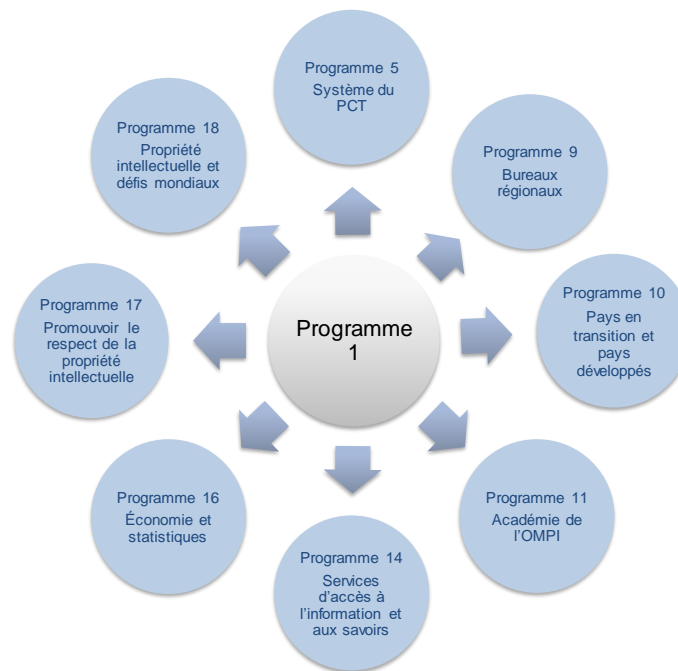 Programme 5
Système du
PCT
Programme 9
Bureaux
régionaux
Programme 10
Pays en
transition et
pays
développés
Programme 11
Académie de
l'OMPI
Programme 14
Services
d'accès à
l'information et
aux savoirs
Programme 16
Économie et
statistiques
Programme 17
Promouvoir le
respect de la
propriété
intellectuelle
Programme 18
Propriété
intellectuelle et
défis mondiaux
Programme
1